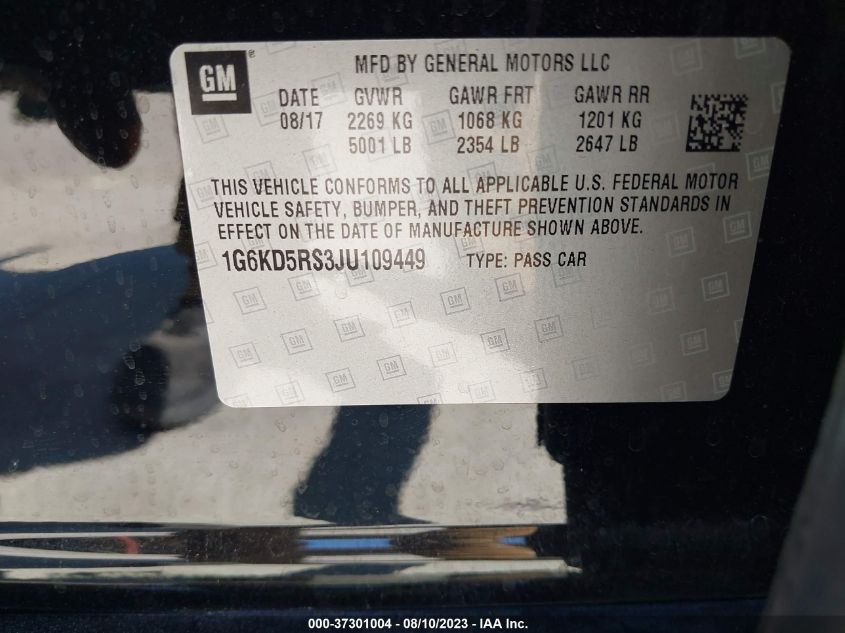 GM ®
MFD BY GENERAL MOTORS LLC
DATE GVWR GAWR FRT GAWR RR
08/17 2269 KG 1068 KG 1201 KG
5001 LB 2354 LB 2647 LB
THIS VEHICLE CONFORMS TO ALL APPLICABLE U.S. FEDERAL MOTOR
VEHICLE SAFETY, BUMPER, AND THEFT PREVENTION STANDARDS IN
EFFECT ON THE DATE OF MANUFACTURE SHOWN ABOVE.
1G6KD5RS3JU109449 TYPE: PASS CAR
000-37301004 - 08/10/2023 - IAA Inc.